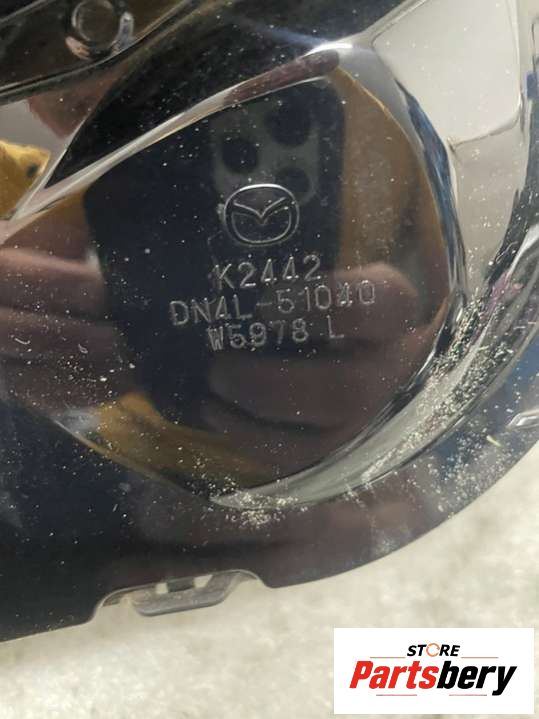 K2442
DN4L-51040
W5978 L
STORE
Partsbery